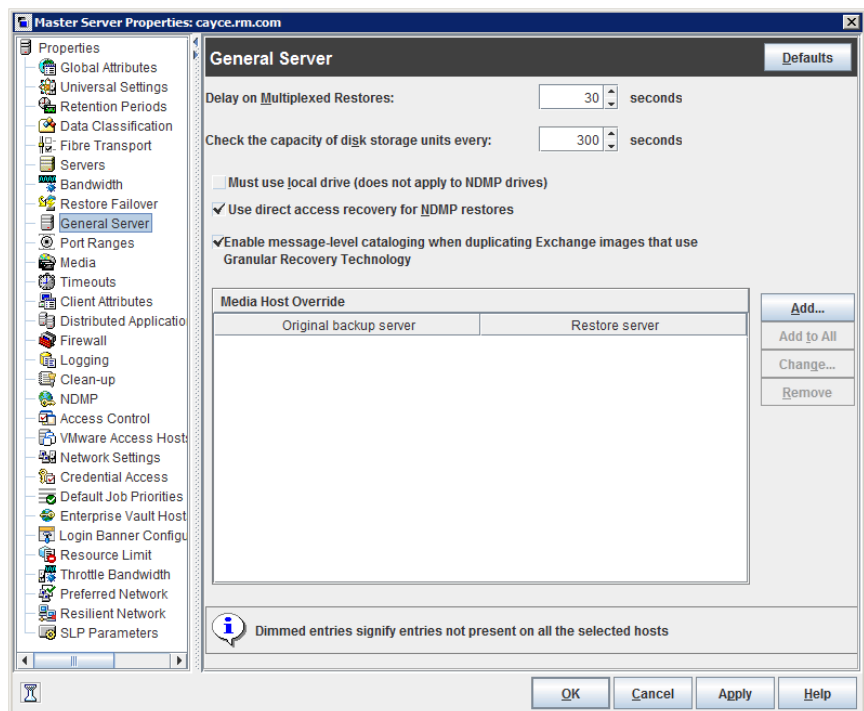 Master Server Properties: cayce.rm.com
Properties
Global Attributes
Universal Settings
Retention Periods
Data Classification
Fibre Transport
Servers
Bandwidth
Restore Failover
General Server
Port Ranges
Media
Timeouts
Client Attributes
Distributed Applicatio
Firewall
Logging
Clean-up
NDMP
Access Control
VMware Access Hosts
Network Settings
Credential Access
Default Job Priorities
Enterprise Vault Host
Login Banner Configu
Resource Limit
Throttle Bandwidth
Preferred Network
Resilient Network
SLP Parameters
General Server
Defaults
Delay on Multiplexed Restores: 30 seconds
Check the capacity of disk storage units every: 300 seconds
Must use local drive (does not apply to NDMP drives)
Use direct access recovery for NDMP restores
Enable message-level cataloging when duplicating Exchange images that use
Granular Recovery Technology
Media Host Override
Original backup server Restore server
Add...
Add to All
Change...
Remove
Dimmed entries signify entries not present on all the selected hosts
OK Cancel Apply Help